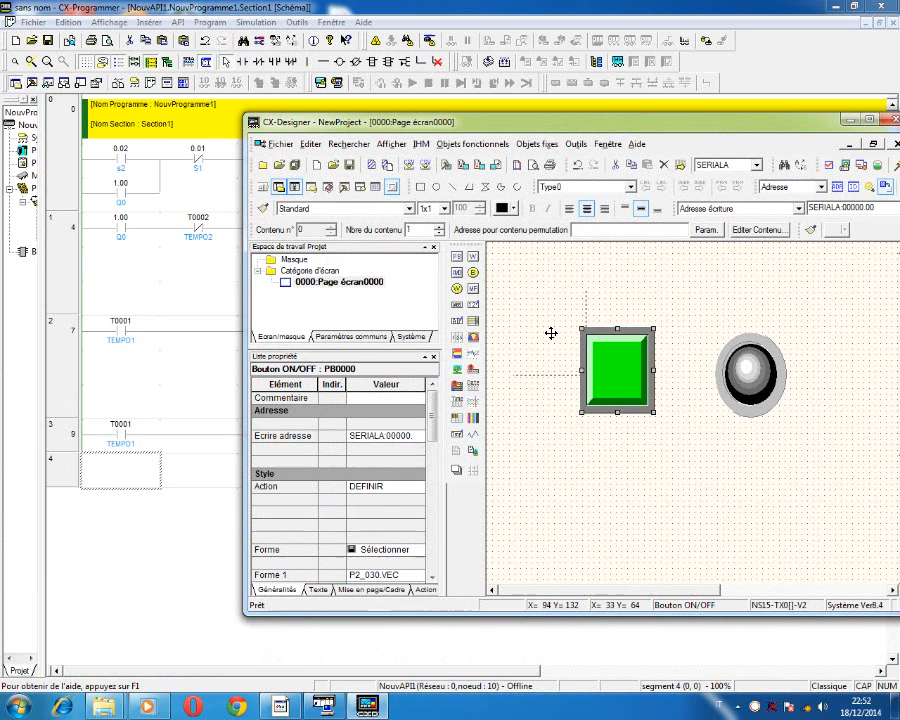 sans nom - CX-Programmer - [NouvAPI1.NouvProgramme1.Section1 [Schéma]]
Fichier Edition Affichage Insérer API Program Simulation Outils Fenêtre Aide
[Nom Programme : NouvProgramme1]
[Nom Section : Section1]
0
0
0.02
s2
0.01
S1
1.00
Q0
1
4
1.00
Q0
T0002
TEMPO2
2
7
T0001
TEMPO1
3
9
T0001
TEMPO1
4
NouvPro
Nouv
Projet
CX-Designer - NewProject - [0000:Page écran0000]
Fichier Editer Rechercher Afficher IHM Objets fonctionnels Objets fixes Outils Fenêtre Aide
SERIALA
Type0
Adresse
Standard
1x1
100
Adresse écriture
SERIALA:00000.00
Contenu n° 0 Nbre du contenu 1 Adresse pour contenu permutation Param. Editer Contenu...
Espace de travail Projet
Masque
Catégorie d'écran
0000:Page écran0000
Ecran/masque Paramètres communs Système
Liste propriété
Bouton ON/OFF : PB0000
Elément Indir. Valeur
Commentaire
Adresse
Ecrire adresse SERIALA:00000.
Style
Action DEFINIR
Forme Sélectionner
Forme 1 P2_030.VEC
Généralités Texte Mise en page/Cadre Action
Prêt
X= 94 Y= 132 X= 33 Y= 64 Bouton ON/OFF NS15-TX0[]-V2 Système Ver8.4
Pour obtenir de l'aide, appuyez sur F1
NouvAPI1(Réseau : 0,noeud : 10) - Offline
segment 4 (0, 0) - 100%
Classique CAP NUM
IT
22:52
18/12/2014